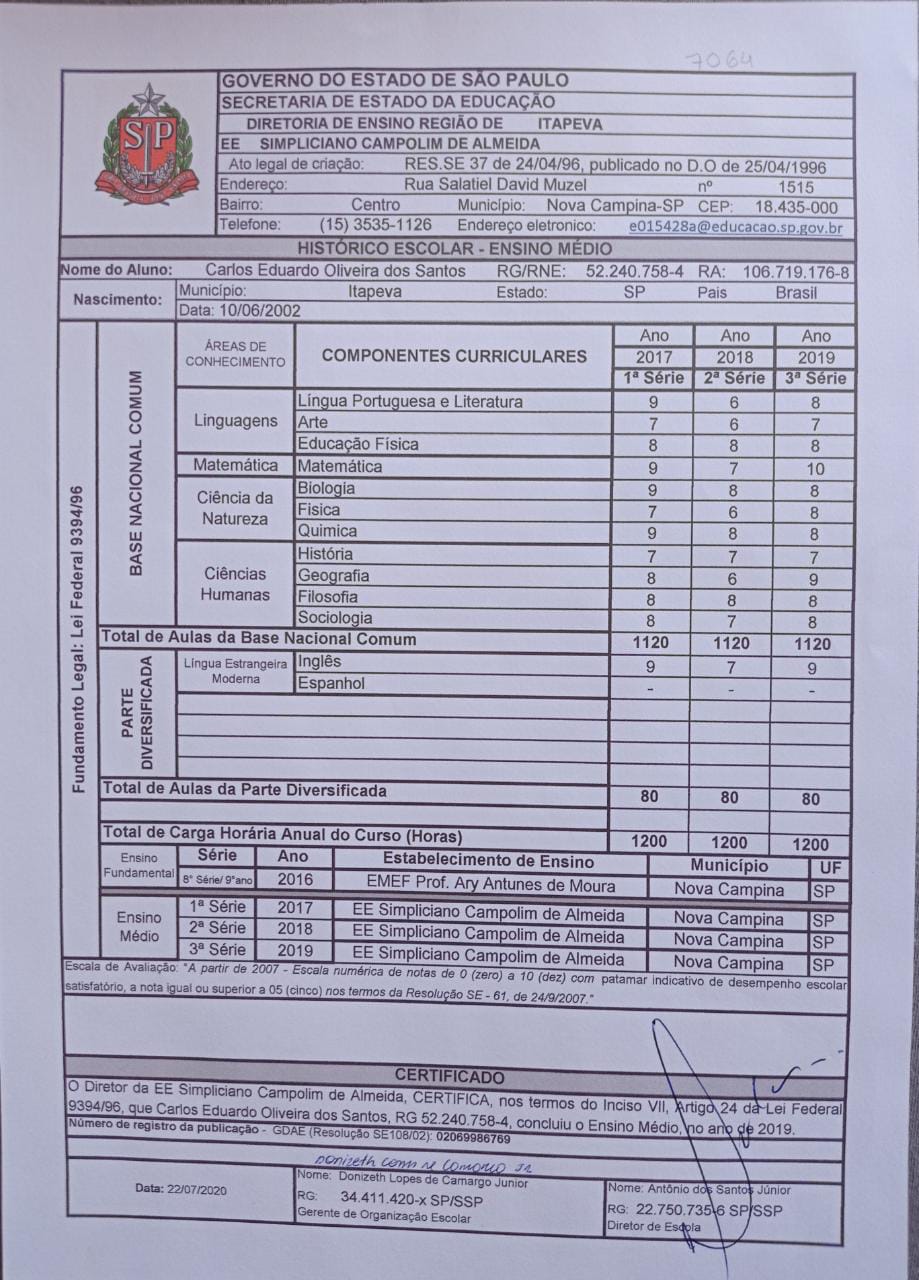 7064
GOVERNO DO ESTADO DE SÃO PAULO
SECRETARIA DE ESTADO DA EDUCAÇÃO
DIRETORIA DE ENSINO REGIÃO DE ITAPEVA
EE SIMPLICIANO CAMPOLIM DE ALMEIDA
Ato legal de criação: RES.SE 37 de 24/04/96, publicado no D.O de 25/04/1996
Endereço: Rua Salatiel David Muzel nº 1515
Bairro: Centro Município: Nova Campina-SP CEP: 18.435-000
Telefone: (15) 3535-1126 Endereço eletronico: e015428a@educacao.sp.gov.br
SP
HISTÓRICO ESCOLAR - ENSINO MÉDIO
Nome do Aluno: Carlos Eduardo Oliveira dos Santos RG/RNE: 52.240.758-4 RA: 106.719.176-8
Nascimento: Município: Itapeva Estado: SP Pais Brasil
Data: 10/06/2002
Fundamento Legal: Lei Federal 9394/96
BASE NACIONAL COMUM
ÁREAS DE CONHECIMENTO COMPONENTES CURRICULARES Ano Ano Ano
2017 2018 2019
1ª Série 2ª Série 3ª Série
Linguagens Língua Portuguesa e Literatura 9 6 8
Arte 7 6 7
Educação Física 8 8 8
Matemática Matemática 9 7 10
Ciência da Natureza Biologia 9 8 8
Fisica 7 6 8
Quimica 9 8 8
Ciências Humanas História 7 7 7
Geografia 8 6 9
Filosofia 8 8 8
Sociologia 8 7 8
Total de Aulas da Base Nacional Comum 1120 1120 1120
PARTE DIVERSIFICADA
Língua Estrangeira Moderna Inglês 9 7 9
Espanhol - - -
Total de Aulas da Parte Diversificada 80 80 80
Total de Carga Horária Anual do Curso (Horas) 1200 1200 1200
Ensino Fundamental Série Ano Estabelecimento de Ensino Município UF
8° Série/ 9°ano 2016 EMEF Prof. Ary Antunes de Moura Nova Campina SP
Ensino Médio 1ª Série 2017 EE Simpliciano Campolim de Almeida Nova Campina SP
2ª Série 2018 EE Simpliciano Campolim de Almeida Nova Campina SP
3ª Série 2019 EE Simpliciano Campolim de Almeida Nova Campina SP
Escala de Avaliação: "A partir de 2007 - Escala numérica de notas de 0 (zero) a 10 (dez) com patamar indicativo de desempenho escolar
satisfatório, a nota igual ou superior a 05 (cinco) nos termos da Resolução SE - 61, de 24/9/2007."
CERTIFICADO
O Diretor da EE Simpliciano Campolim de Almeida, CERTIFICA, nos termos do Inciso VII, Artigo 24 da Lei Federal
9394/96, que Carlos Eduardo Oliveira dos Santos, RG 52.240.758-4, concluiu o Ensino Médio, no ano de 2019.
Número de registro da publicação - GDAE (Resolução SE108/02): 02069986769
Data: 22/07/2020
Donizeth
Nome: Donizeth Lopes de Camargo Junior
RG: 34.411.420-x SP/SSP
Gerente de Organização Escolar
Nome: Antônio dos Santos Júnior
RG: 22.750.735-6 SP/SSP
Diretor de Escola